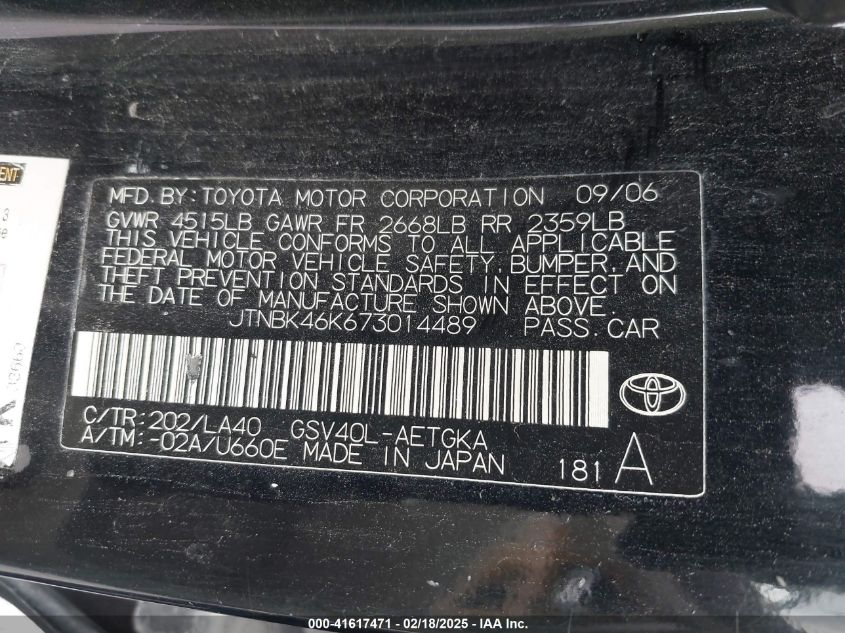 ENT
3
MFD.BY:TOYOTA MOTOR CORPORATION 09/06
GVWR 4515LB GAWR FR 2668LB RR 2359LB
THIS VEHICLE CONFORMS TO ALL APPLICABLE
FEDERAL MOTOR VEHICLE SAFETY, BUMPER, AND
THEFT PREVENTION STANDARDS IN EFFECT ON
THE DATE OF MANUFACTURE SHOWN ABOVE.
JTNBK46K673014489 PASS.CAR
C/TR:202/LA40 GSV40L-AETGKA
A/TM:-02A/U660E MADE IN JAPAN 181 A
000-41617471 | 02/18/2025 - Copyright © IAA, Inc.